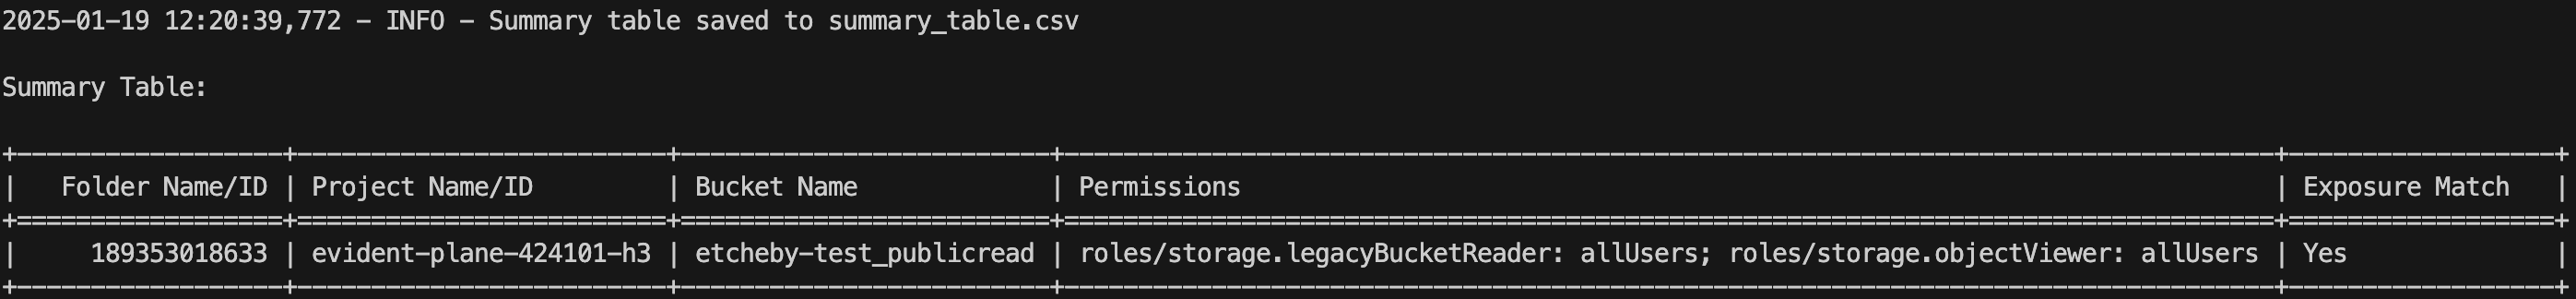 2025-01-19 12:20:39,772 - INFO - Summary table saved to summary_table.csv
Summary Table:
+------------------+-------------------------+-------------------------+----------------------------------------------------------------------------------+------------------+
|   Folder Name/ID | Project Name/ID         | Bucket Name             | Permissions                                                                      | Exposure Match   |
+==================+=========================+=========================+==================================================================================+==================+
|     189353018633 | evident-plane-424101-h3 | etcheby-test_publicread | roles/storage.legacyBucketReader: allUsers; roles/storage.objectViewer: allUsers | Yes              |
+------------------+-------------------------+-------------------------+----------------------------------------------------------------------------------+------------------+